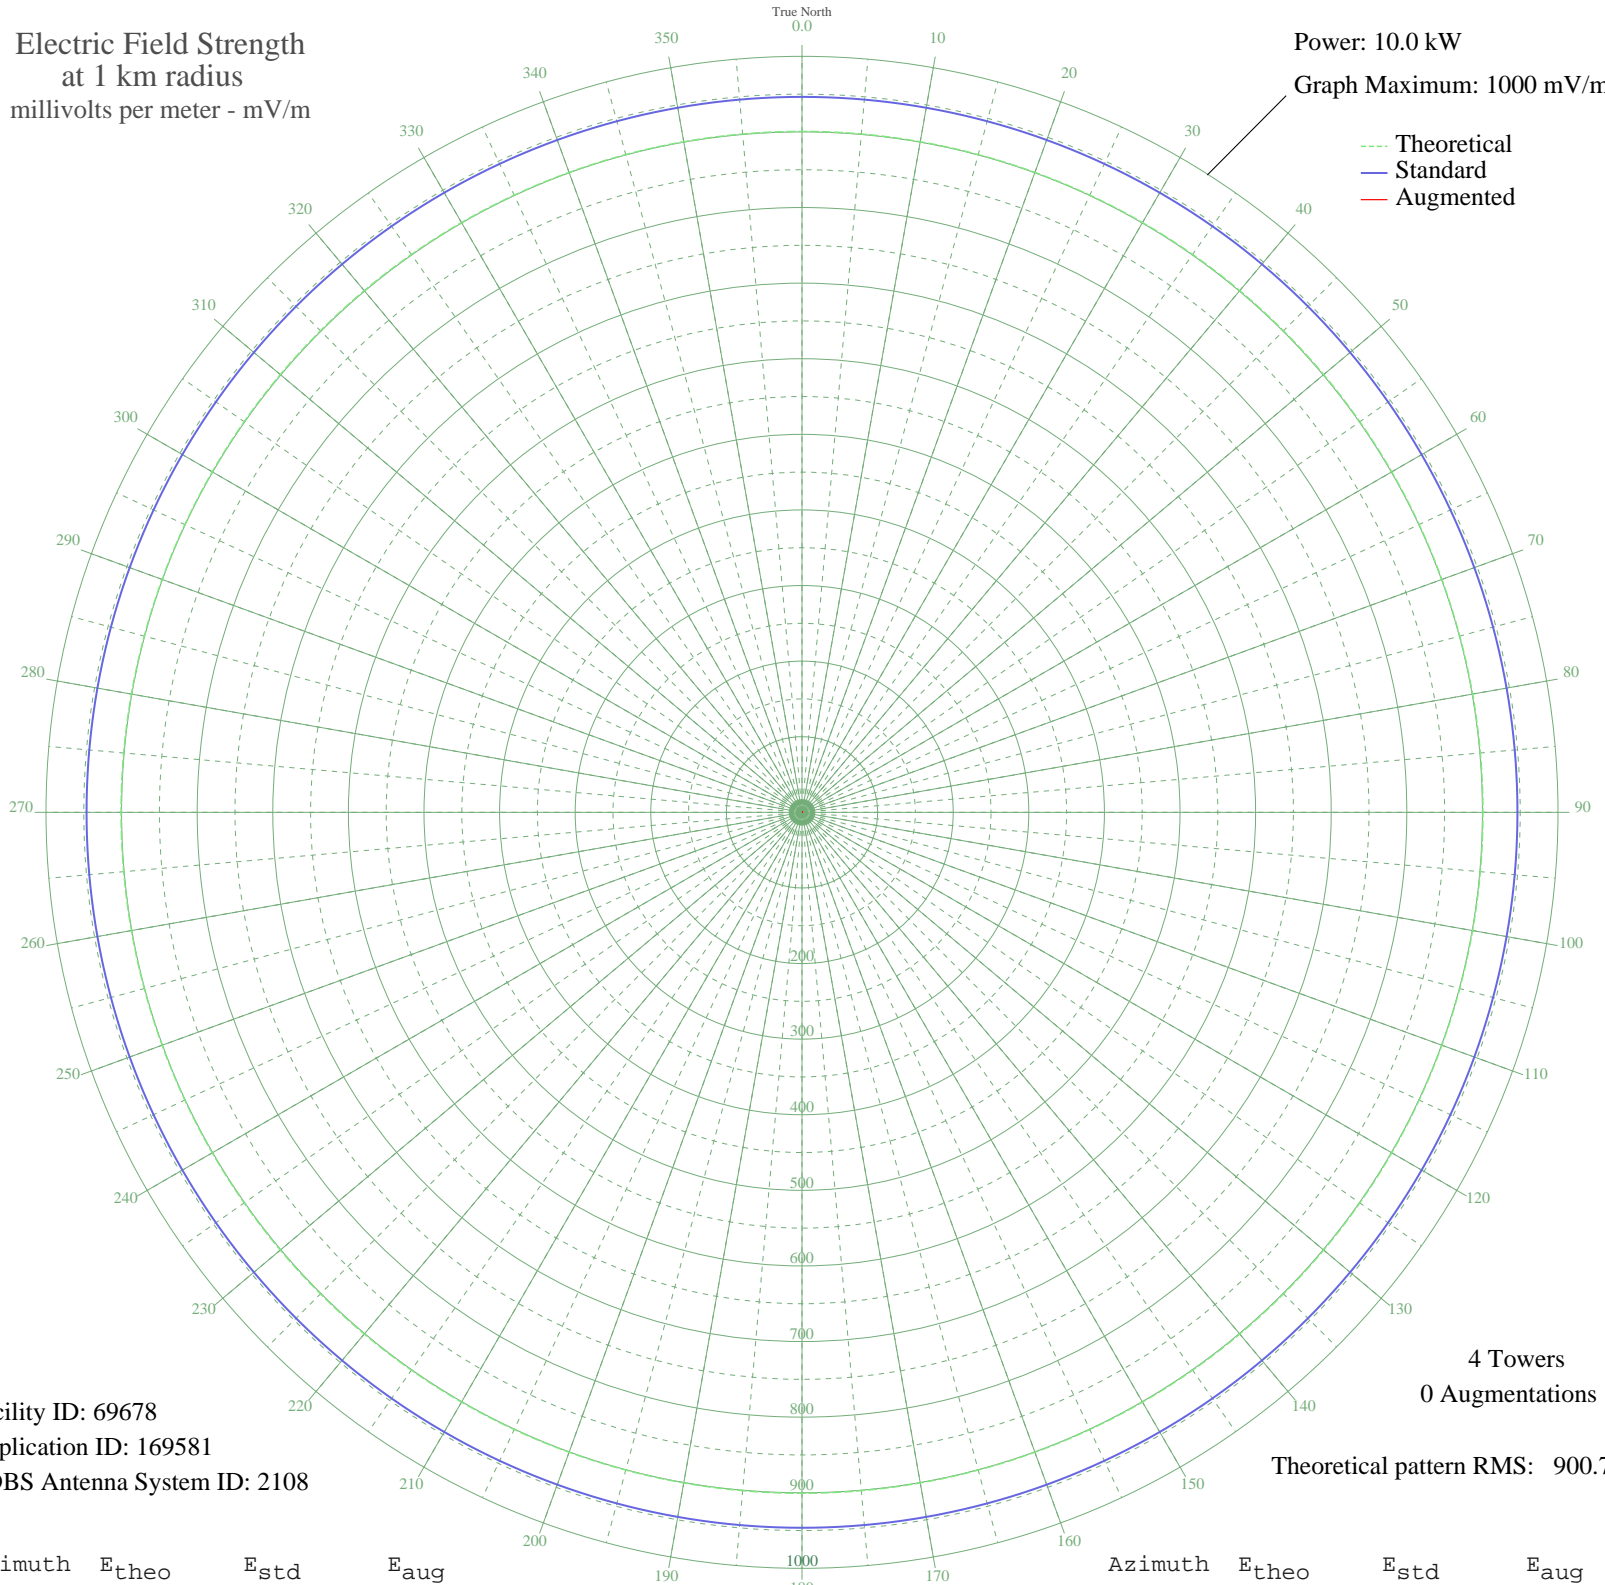 True North
0.0
Electric Field Strength
at 1 km radius
millivolts per meter - mV/m
Power: 10.0 kW
Graph Maximum: 1000 mV/m
Theoretical
Standard
Augmented
10
20
30
40
50
60
70
80
90
100
110
120
130
140
150
160
170
190
200
210
220
230
240
250
260
270
280
290
300
310
320
330
340
350
200
300
400
500
600
700
800
900
1000
4 Towers
0 Augmentations
Theoretical pattern RMS: 900.7
cility ID: 69678
plication ID: 169581
DBS Antenna System ID: 2108
imuth Etheo Estd Eaug
Azimuth Etheo Estd Eaug